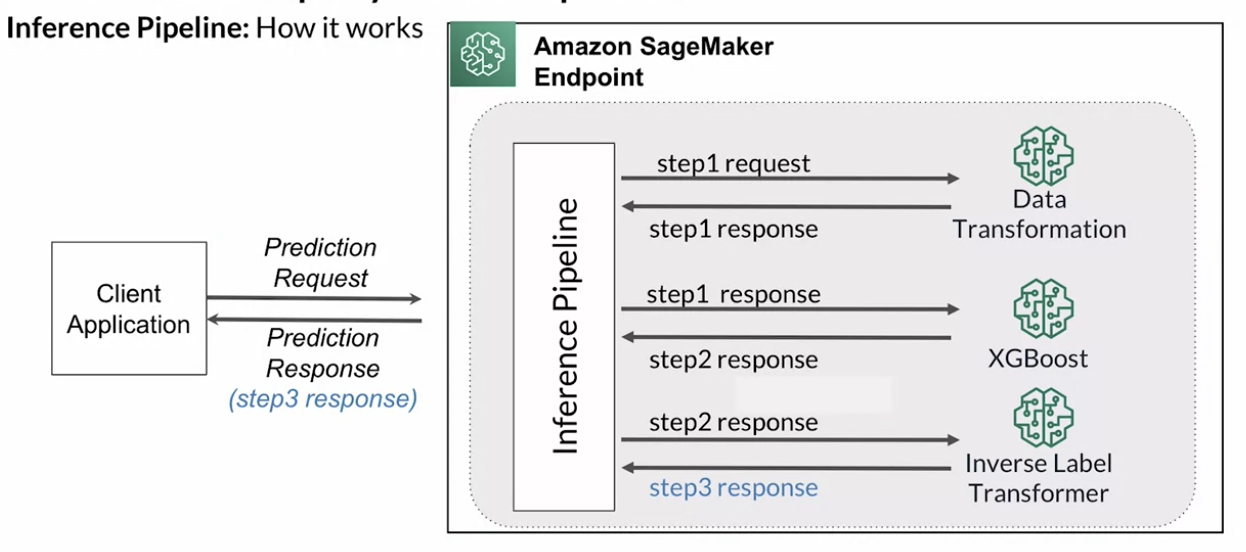 Inference Pipeline: How it works
Amazon SageMaker
Endpoint
Client
Application
Prediction
Request
Prediction
Response
(step3 response)
Inference Pipeline
step1 request
step1 response
Data
Transformation
step1 response
step2 response
XGBoost
step2 response
step3 response
Inverse Label
Transformer